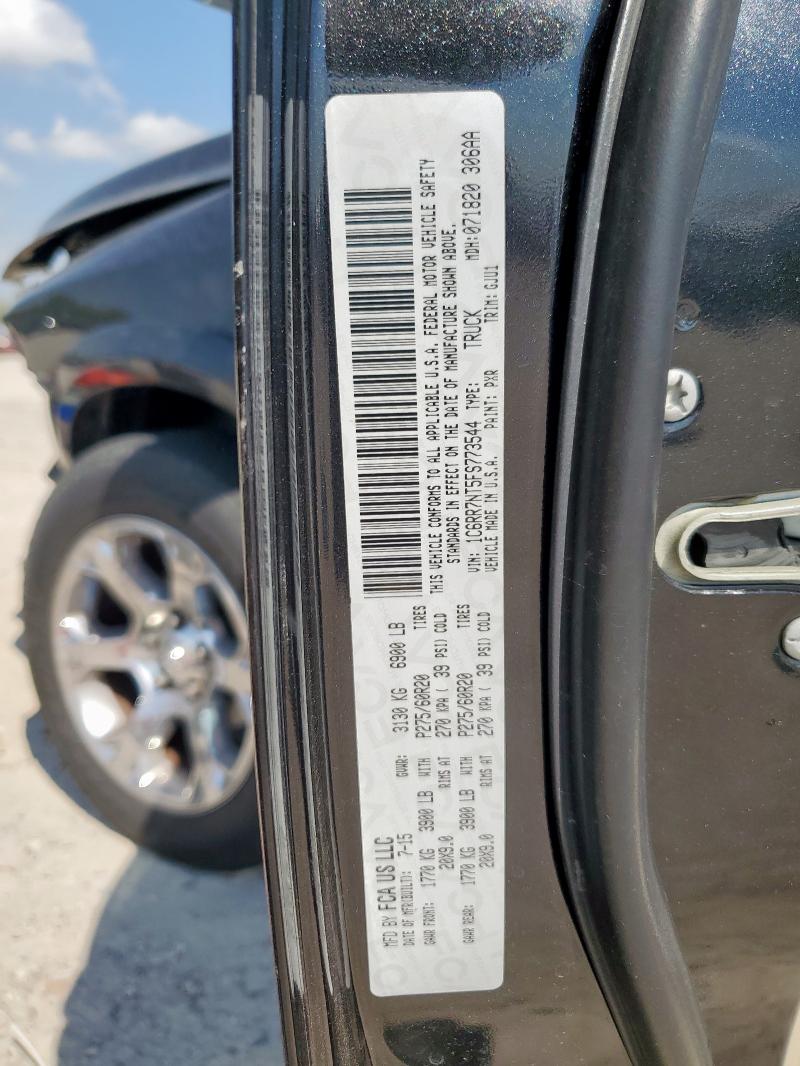 MFD BY FCA US LLC
DATE OF MFR(BUILT): 7-15 GVWR: 3130 KG 6900 LB
GAWR FRONT: 1770 KG 3900 LB WITH P275/60R20 TIRES
20X9.0 RIMS AT 270 KPA ( 39 PSI) COLD
GAWR REAR: 1770 KG 3900 LB WITH P275/60R20 TIRES
20X9.0 RIMS AT 270 KPA ( 39 PSI) COLD
THIS VEHICLE CONFORMS TO ALL APPLICABLE U.S.A. FEDERAL MOTOR VEHICLE SAFETY
STANDARDS IN EFFECT ON THE DATE OF MANUFACTURE SHOWN ABOVE.
VIN: 1C6RR7NT5FS773544 TYPE: TRUCK MDH:071820 306AA
VEHICLE MADE IN U.S.A. PAINT: PXR TRIM: GJU1